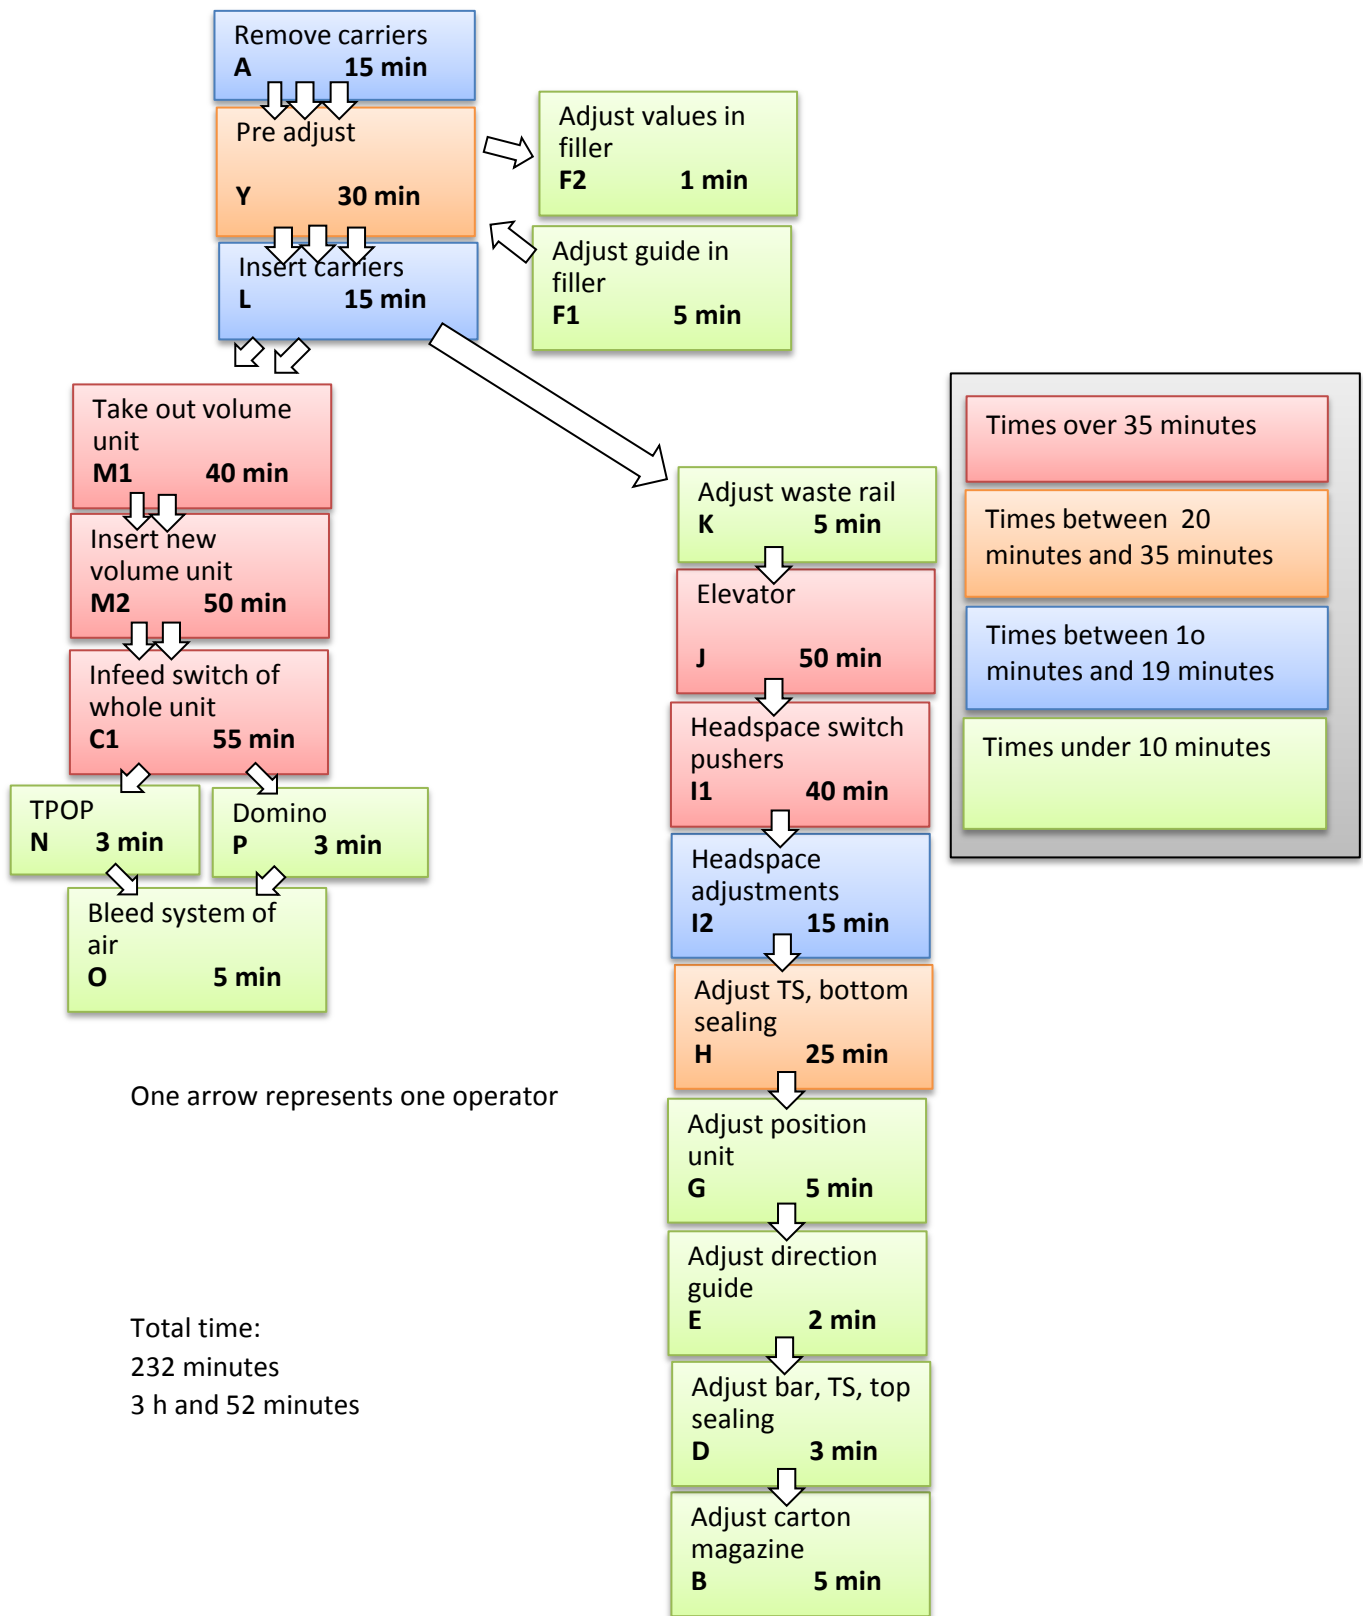 Remove carriers
A 15 min
Pre adjust
Y 30 min
Insert carriers
L 15 min
Adjust values in
filler
F2 1 min
Adjust guide in
filler
F1 5 min
Take out volume
unit
M1 40 min
Insert new
volume unit
M2 50 min
Infeed switch of
whole unit
C1 55 min
TPOP
N 3 min
Domino
P 3 min
Bleed system of
air
O 5 min
One arrow represents one operator
Total time:
232 minutes
3 h and 52 minutes
Adjust waste rail
K 5 min
Elevator
J 50 min
Headspace switch
pushers
I1 40 min
Headspace
adjustments
I2 15 min
Adjust TS, bottom
sealing
H 25 min
Adjust position
unit
G 5 min
Adjust direction
guide
E 2 min
Adjust bar, TS, top
sealing
D 3 min
Adjust carton
magazine
B 5 min
Times over 35 minutes
Times between 20
minutes and 35 minutes
Times between 1o
minutes and 19 minutes
Times under 10 minutes